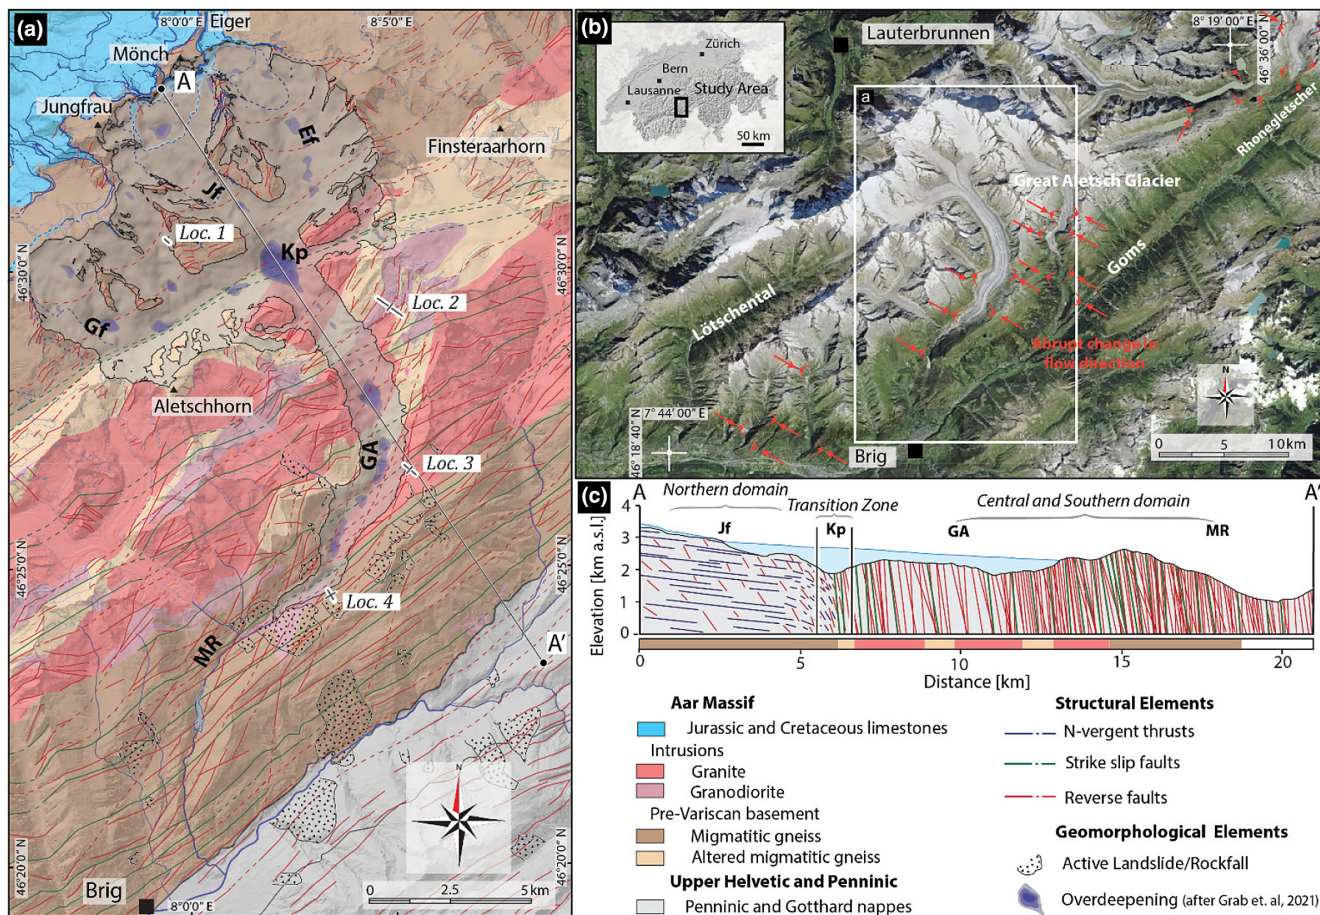 (a)
8°0'0" E
8°5'0" E
Eiger
Mönch
A
Jungfrau
Finsteraarhorn
Ef
Jf
Loc. 1
Kp
46°30'0" N
46°30'0" N
Loc. 2
Gf
Aletschhorn
GA
Loc. 3
46°25'0" N
46°25'0" N
Loc. 4
MR
A'
N
46°20'0" N
46°20'0" N
Brig
8°0'0" E
0 2.5 5 km
(b)
Zürich
Bern
Lausanne
Study Area
50 km
Lauterbrunnen
8° 19' 00" E
46° 36' 00" N
a
Great Aletsch Glacier
Rhonegletscher
Goms
Lötschental
Abrupt change in
flow direction
N
7° 44' 00" E
46° 18' 40" N
Brig
0 5 10 km
(c)
A
Northern domain
Transition Zone
Central and Southern domain
A'
Jf
Kp
GA
MR
Elevation [km a.s.l.]
4
3
2
1
0
0 5 10 15 20
Distance [km]
Aar Massif
Jurassic and Cretaceous limestones
Intrusions
Granite
Granodiorite
Pre-Variscan basement
Migmatitic gneiss
Altered migmatitic gneiss
Upper Helvetic and Penninic
Penninic and Gotthard nappes
Structural Elements
N-vergent thrusts
Strike slip faults
Reverse faults
Geomorphological Elements
Active Landslide/Rockfall
Overdeepening (after Grab et. al, 2021)